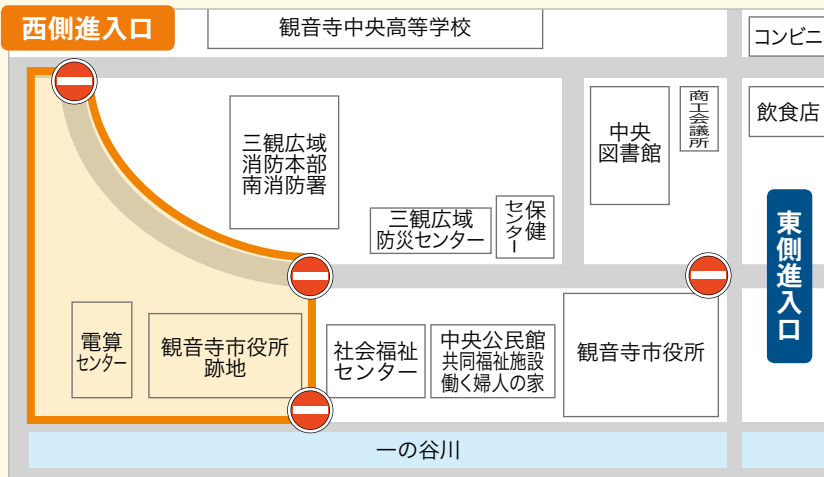 西側進入口
観音寺中央高等学校
コンビニ
三観広域
消防本部
南消防署
中央
図書館
商工会議所
飲食店
三観広域
防災センター
保健
センター
東側進入口
電算
センター
観音寺市役所
跡地
社会福祉
センター
中央公民館
共同福祉施設
働く婦人の家
観音寺市役所
一の谷川